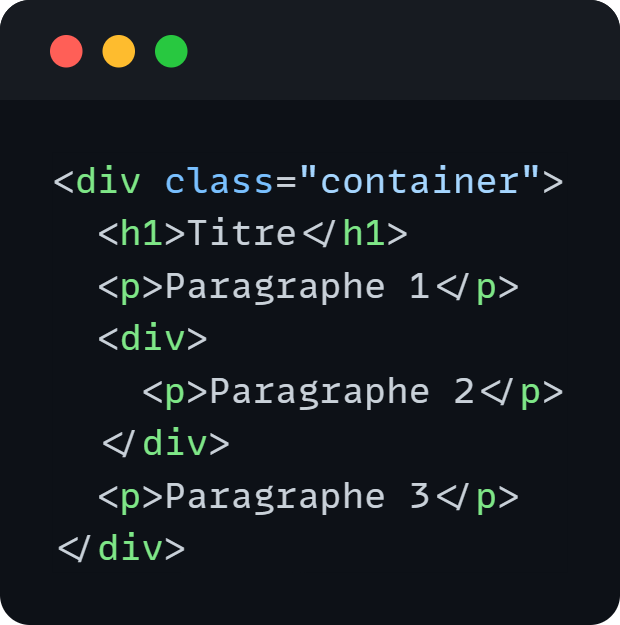 <div class="container">
  <h1>Titre</h1>
  <p>Paragraphe 1</p>
  <div>
    <p>Paragraphe 2</p>
  </div>
  <p>Paragraphe 3</p>
</div>